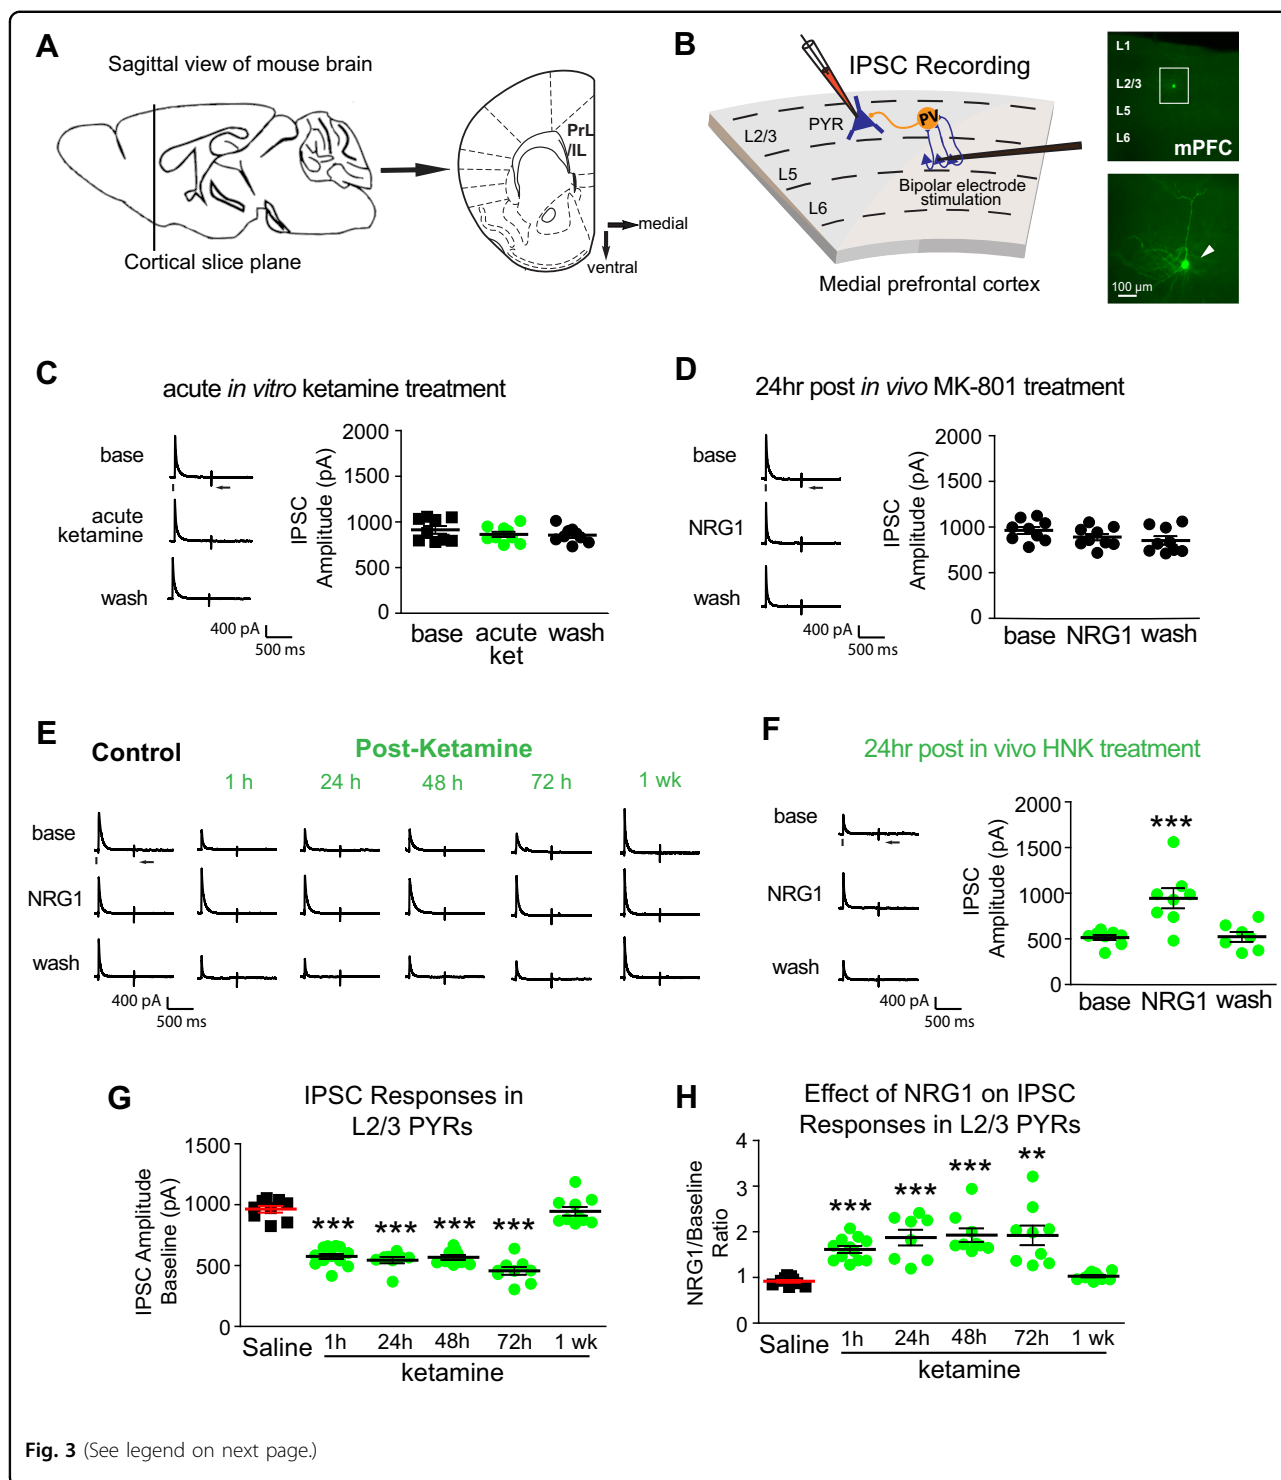 A
Sagittal view of mouse brain
Cortical slice plane
PrL
/IL
medial
ventral
B
IPSC Recording
PYR
PV
L2/3
L5
L6
Bipolar electrode
stimulation
Medial prefrontal cortex
L1
L2/3
L5
L6
mPFC
100 µm
C
acute in vitro ketamine treatment
base
acute
ketamine
wash
400 pA
500 ms
IPSC
Amplitude (pA)
2000
1500
1000
500
0
base
acute
ket
wash
D
24hr post in vivo MK-801 treatment
base
NRG1
wash
400 pA
500 ms
IPSC
Amplitude (pA)
2000
1500
1000
500
0
base NRG1 wash
E
Control
Post-Ketamine
1 h 24 h 48 h 72 h 1 wk
base
NRG1
wash
400 pA
500 ms
F
24hr post in vivo HNK treatment
base
NRG1
wash
400 pA
500 ms
IPSC
Amplitude (pA)
2000
1500
1000
500
0
***
base NRG1 wash
G
IPSC Responses in
L2/3 PYRs
IPSC Amplitude
Baseline (pA)
1500
1000
500
0
*** *** *** ***
Saline 1h 24h 48h 72h 1 wk
ketamine
H
Effect of NRG1 on IPSC
Responses in L2/3 PYRs
NRG1/Baseline
Ratio
4
3
2
1
0
*** *** *** **
Saline 1h 24h 48h 72h 1 wk
ketamine
Fig. 3 (See legend on next page.)